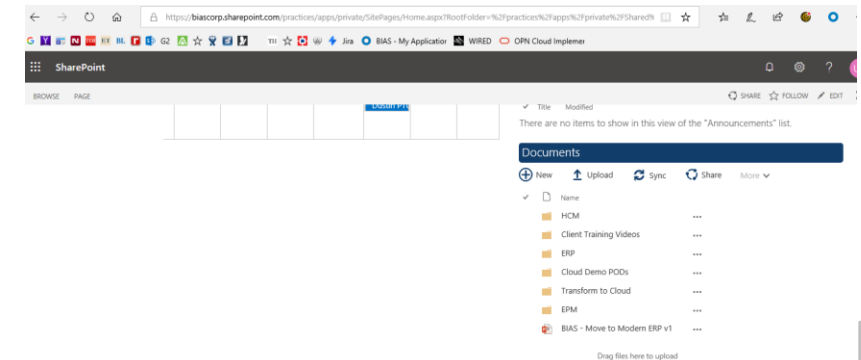 https://biascorp.sharepoint.com/practices/apps/private/SitePages/Home.aspx?RootFolder=%2Fpractices%2Fapps%2Fprivate%2FShared%
G2
Jira
BIAS - My Application
WIRED
OPN Cloud Implemen
SharePoint
?
BROWSE PAGE
SHARE FOLLOW EDIT
Title Modified
There are no items to show in this view of the "Announcements" list.
Documents
New Upload Sync Share More
Name
HCM ...
Client Training Videos ...
ERP ...
Cloud Demo PODs ...
Transform to Cloud ...
EPM ...
BIAS - Move to Modern ERP v1 ...
Drag files here to upload